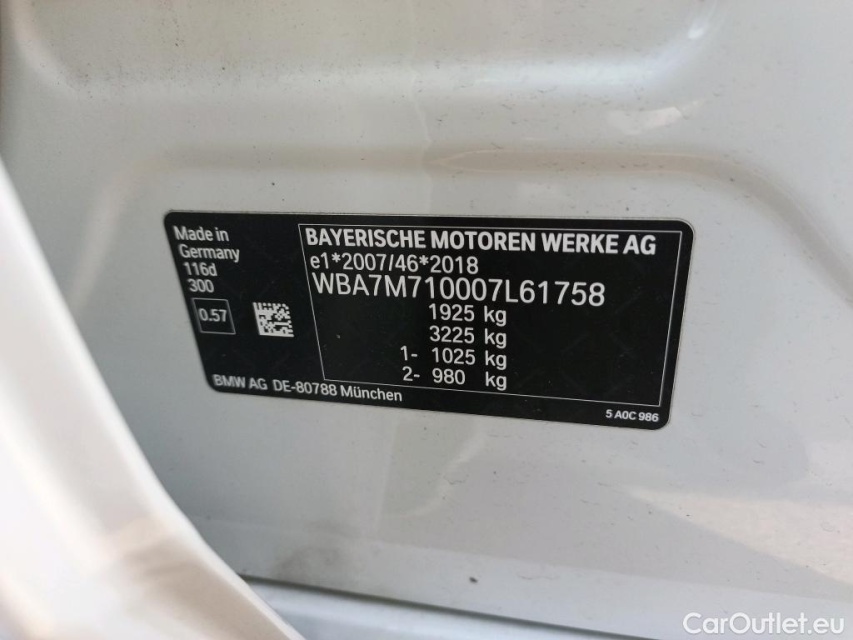 Made in
Germany
116d
300
0.57
BAYERISCHE MOTOREN WERKE AG
e1*2007/46*2018
WBA7M710007L61758
1925 kg
3225 kg
1- 1025 kg
2- 980 kg
BMW AG DE-80788 München
5 A0C 986
CarOutlet.eu